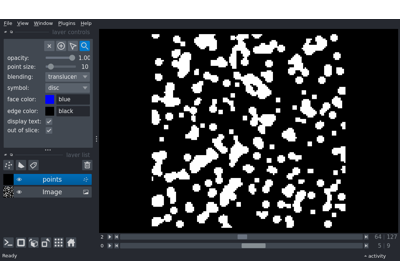 File View Window Plugins Help
layer controls
opacity: 1.00
point size: 10
blending: translucen
symbol: disc
face color: blue
edge color: black
display text:
out of slice:
layer list
points
Image
2 64 127
0 5 9
Ready activity